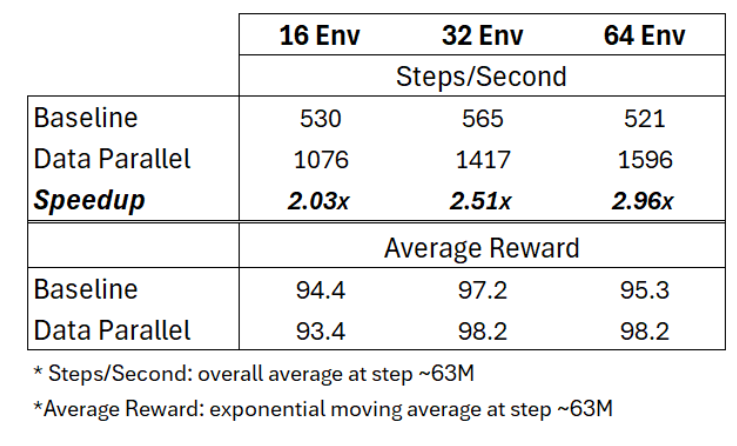 16 Env 32 Env 64 Env
Steps/Second
Baseline 530 565 521
Data Parallel 1076 1417 1596
Speedup 2.03x 2.51x 2.96x
Average Reward
Baseline 94.4 97.2 95.3
Data Parallel 93.4 98.2 98.2
* Steps/Second: overall average at step ~63M
*Average Reward: exponential moving average at step ~63M